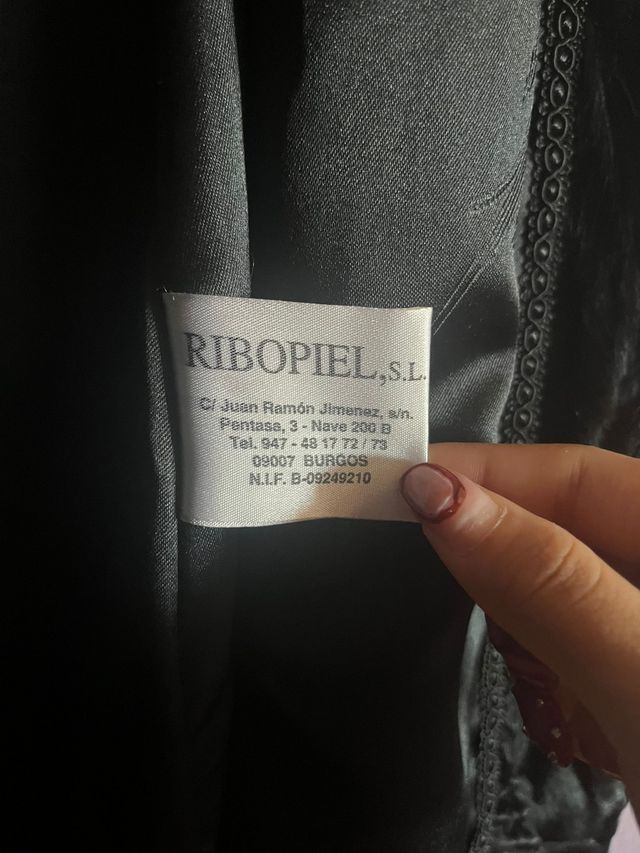 RIBOPIEL,S.L.
C/ Juan Ramón Jimenez, s/n.
Pentasa, 3 - Nave 200 B
Tel. 947 - 48 17 72 / 73
09007 BURGOS
N.I.F. B-09249210